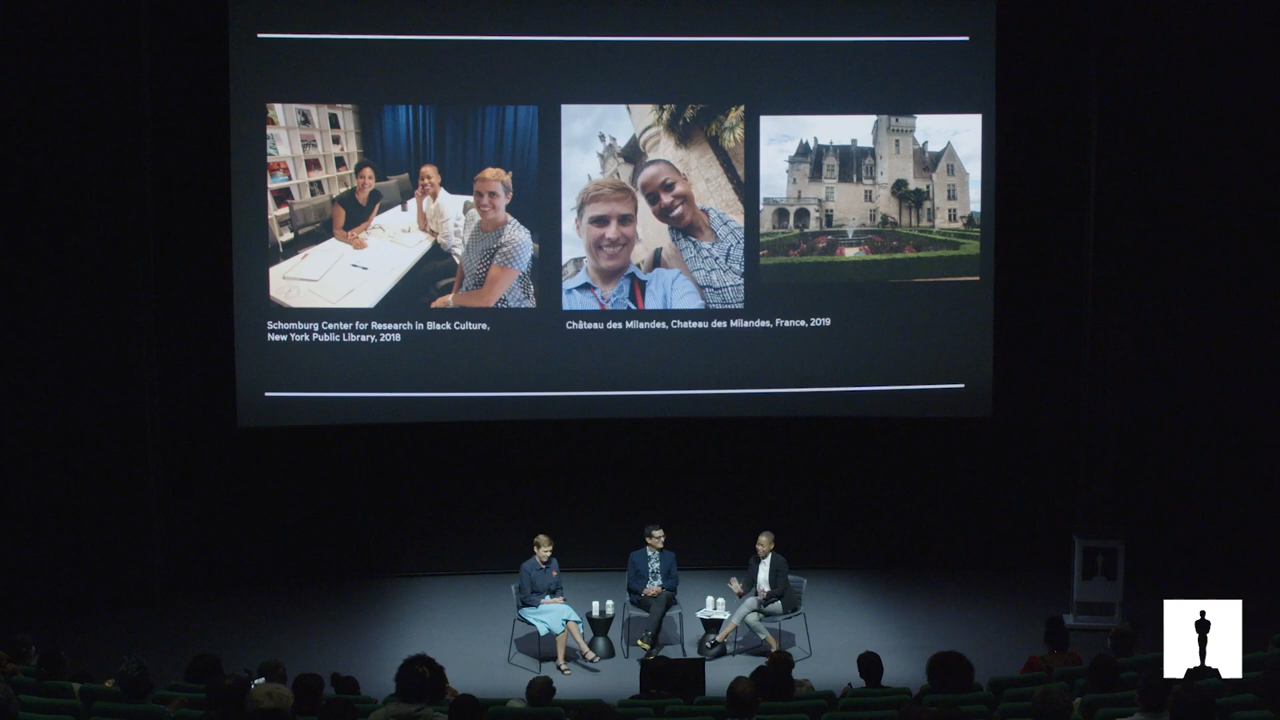 Schomburg Center for Research in Black Culture,
New York Public Library, 2018
Château des Milandes, Chateau des Milandes, France, 2019